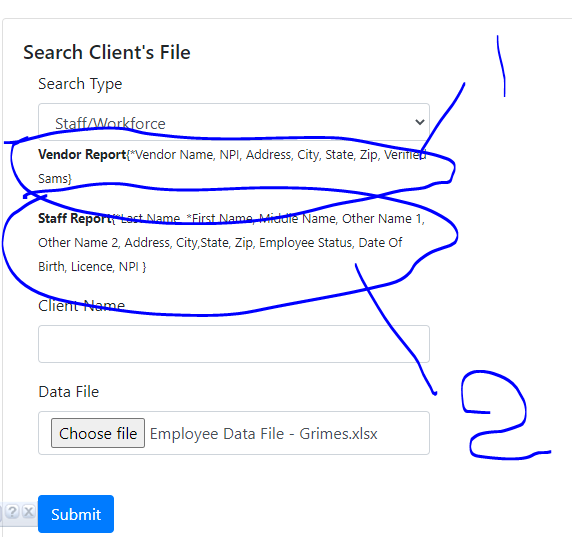 Search Client's File
Search Type
Staff/Workforce
Vendor Report{*Vendor Name, NPI, Address, City, State, Zip, Verified
Sams}
Staff Report{*Last Name, *First Name, Middle Name, Other Name 1,
Other Name 2, Address, City,State, Zip, Employee Status, Date Of
Birth, Licence, NPI }
Client Name
Data File
Choose file Employee Data File - Grimes.xlsx
Submit
1
2